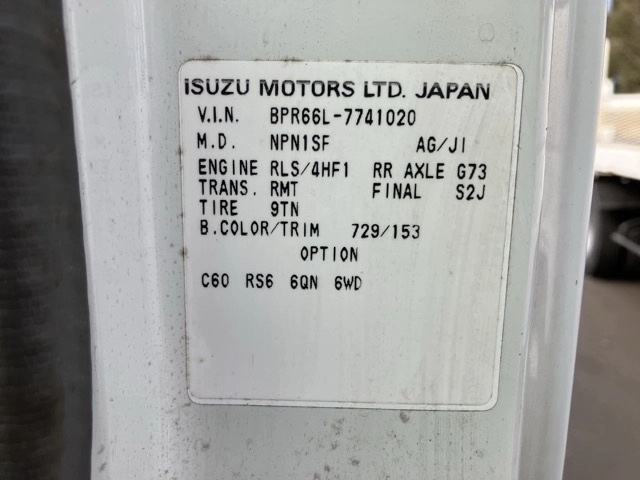 ISUZU MOTORS LTD. JAPAN
V.I.N. BPR66L-7741020
M.D. NPN1SF AG/JI
ENGINE RLS/4HF1 RR AXLE G73
TRANS. RMT FINAL S2J
TIRE 9TN
B.COLOR/TRIM 729/153
OPTION
C60 RS6 6QN 6WD